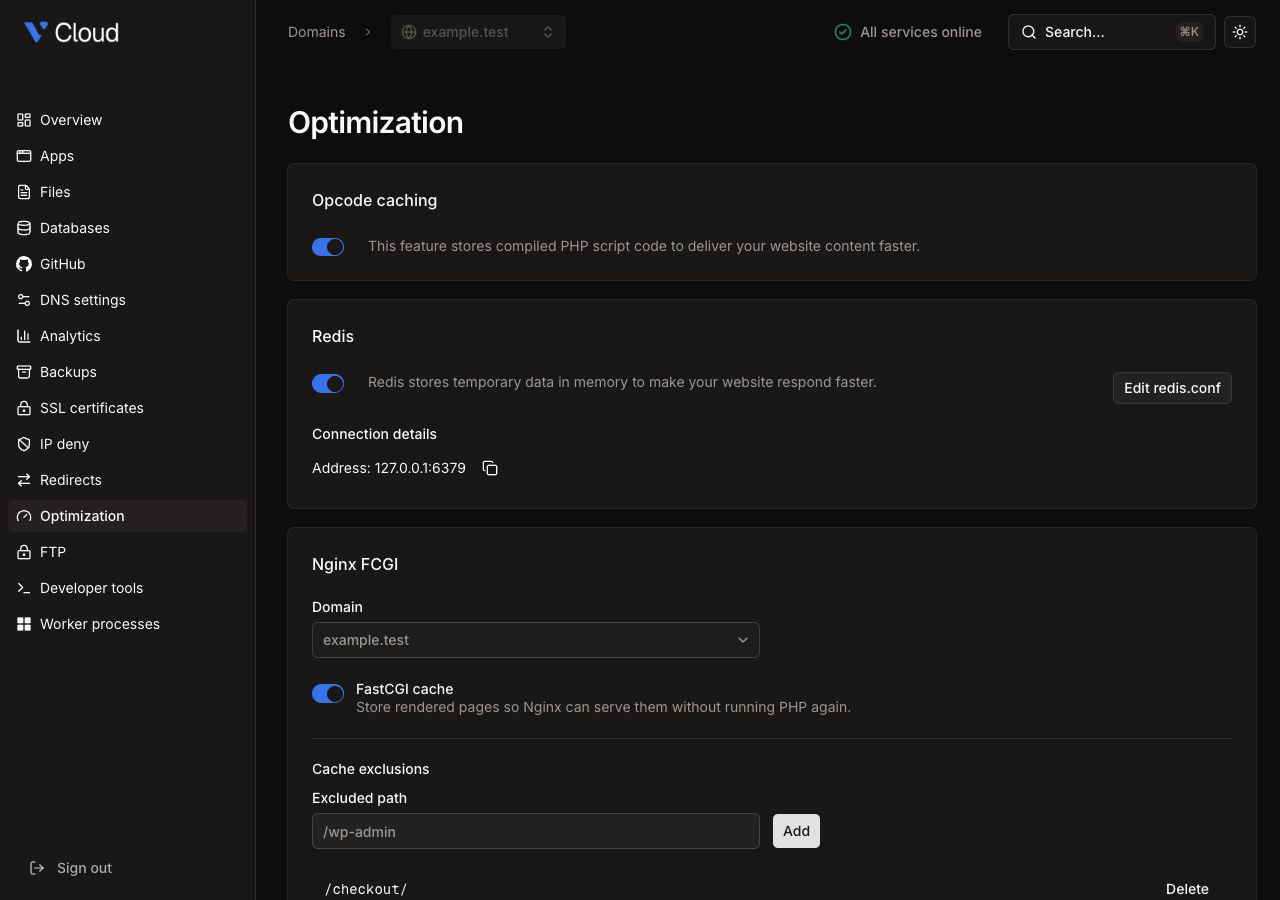 Cloud
Domains
example.test
All services online
Search...
⌘K
Overview
Apps
Files
Databases
GitHub
DNS settings
Analytics
Backups
SSL certificates
IP deny
Redirects
Optimization
FTP
Developer tools
Worker processes
Sign out
Optimization
Opcode caching
This feature stores compiled PHP script code to deliver your website content faster.
Redis
Redis stores temporary data in memory to make your website respond faster.
Edit redis.conf
Connection details
Address: 127.0.0.1:6379
Nginx FCGI
Domain
example.test
FastCGI cache
Store rendered pages so Nginx can serve them without running PHP again.
Cache exclusions
Excluded path
/wp-admin
Add
/checkout/
Delete